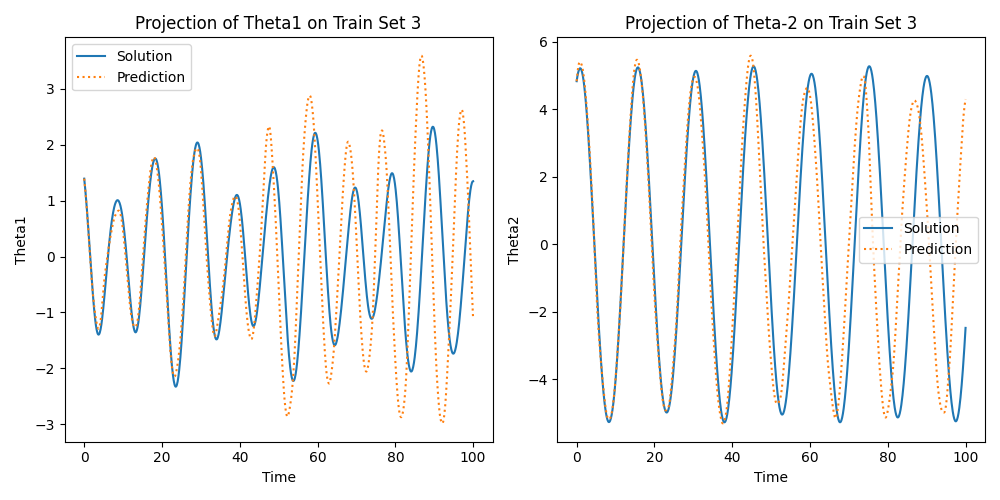 Projection of Theta1 on Train Set 3
Solution
Prediction
Theta1
3
2
1
0
−1
−2
−3
0
20
40
60
80
100
Time
Projection of Theta-2 on Train Set 3
Solution
Prediction
Theta2
6
4
2
0
−2
−4
0
20
40
60
80
100
Time